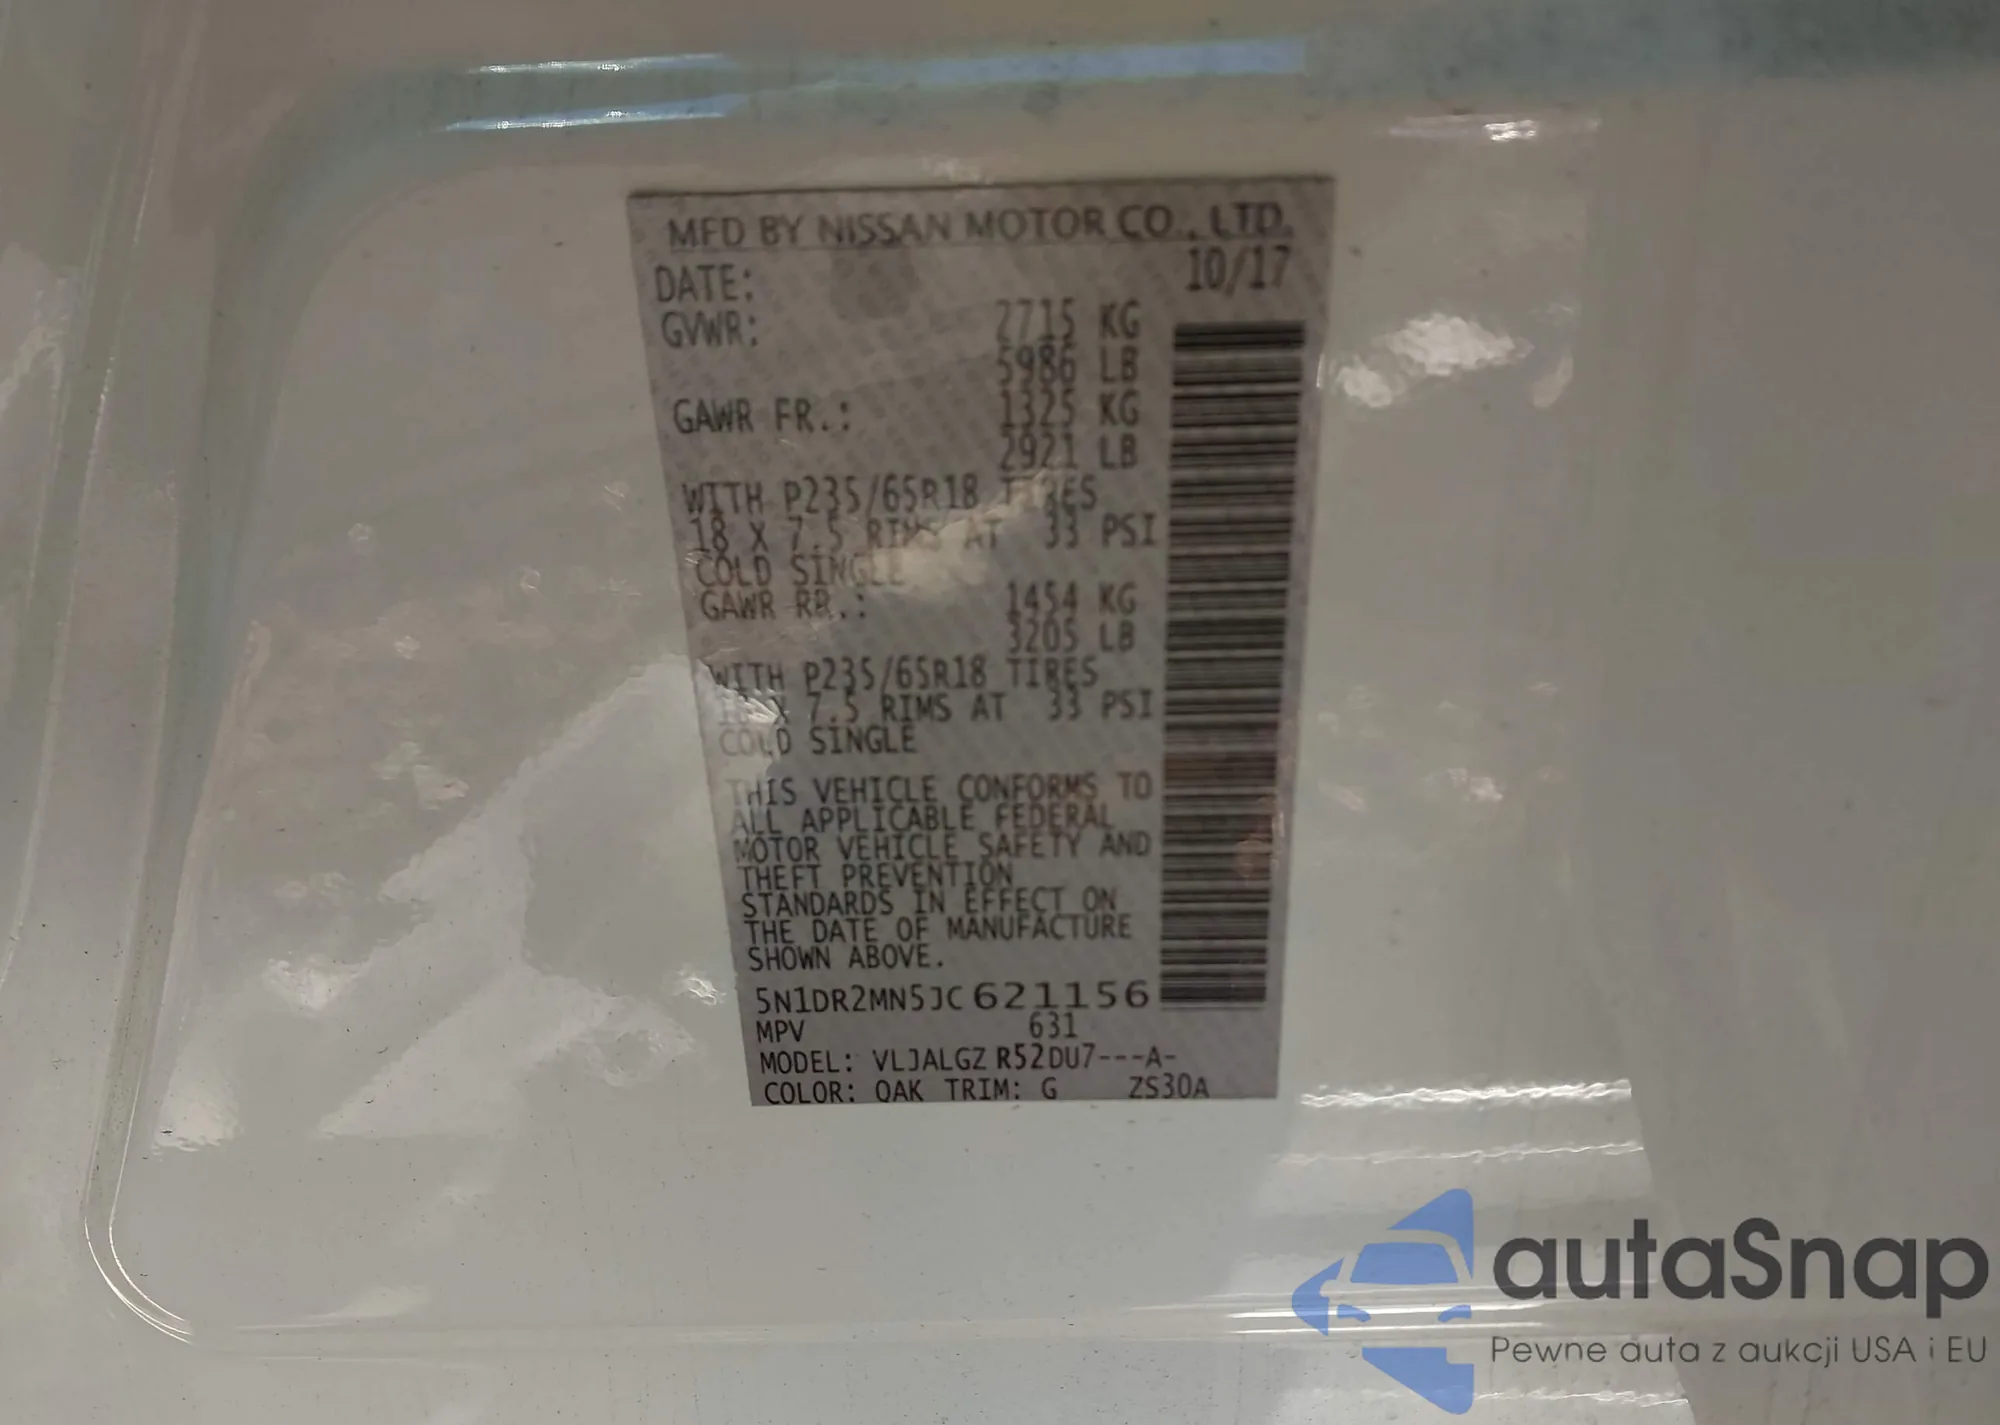 MFD BY NISSAN MOTOR CO., LTD.
DATE: 10/17
GVWR: 2715 KG
5986 LB
GAWR FR.: 1325 KG
2921 LB
WITH P235/65R18 TIRES
18 X 7.5 RIMS AT 33 PSI
COLD SINGLE
GAWR RR.: 1454 KG
3205 LB
WITH P235/65R18 TIRES
18 X 7.5 RIMS AT 33 PSI
COLD SINGLE
THIS VEHICLE CONFORMS TO
ALL APPLICABLE FEDERAL
MOTOR VEHICLE SAFETY AND
THEFT PREVENTION
STANDARDS IN EFFECT ON
THE DATE OF MANUFACTURE
SHOWN ABOVE.
5N1DR2MN5JC621156
MPV 631
MODEL: VLJALGZ R52DU7---A-
COLOR: QAK TRIM: G ZS30A
autaSnap
Pewne auta z aukcji USA i EU